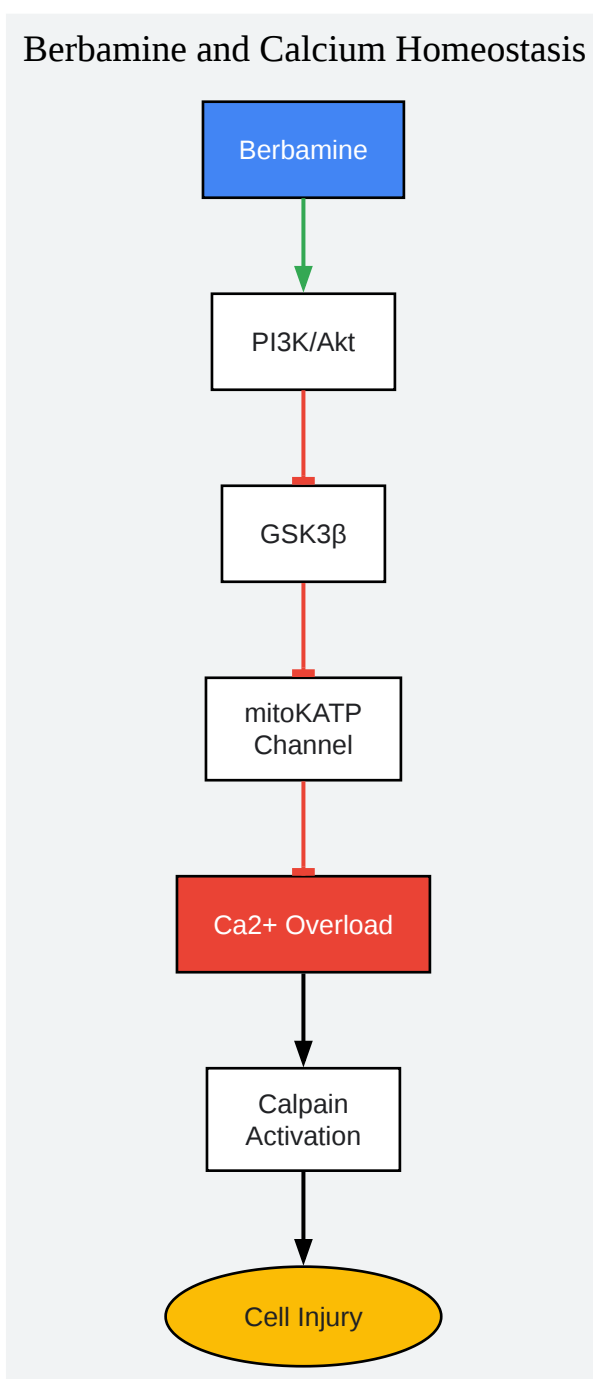 Berbamine and Calcium Homeostasis
Berbamine
PI3K/Akt
GSK3β
mitoKATP
Channel
Ca2+ Overload
Calpain
Activation
Cell Injury